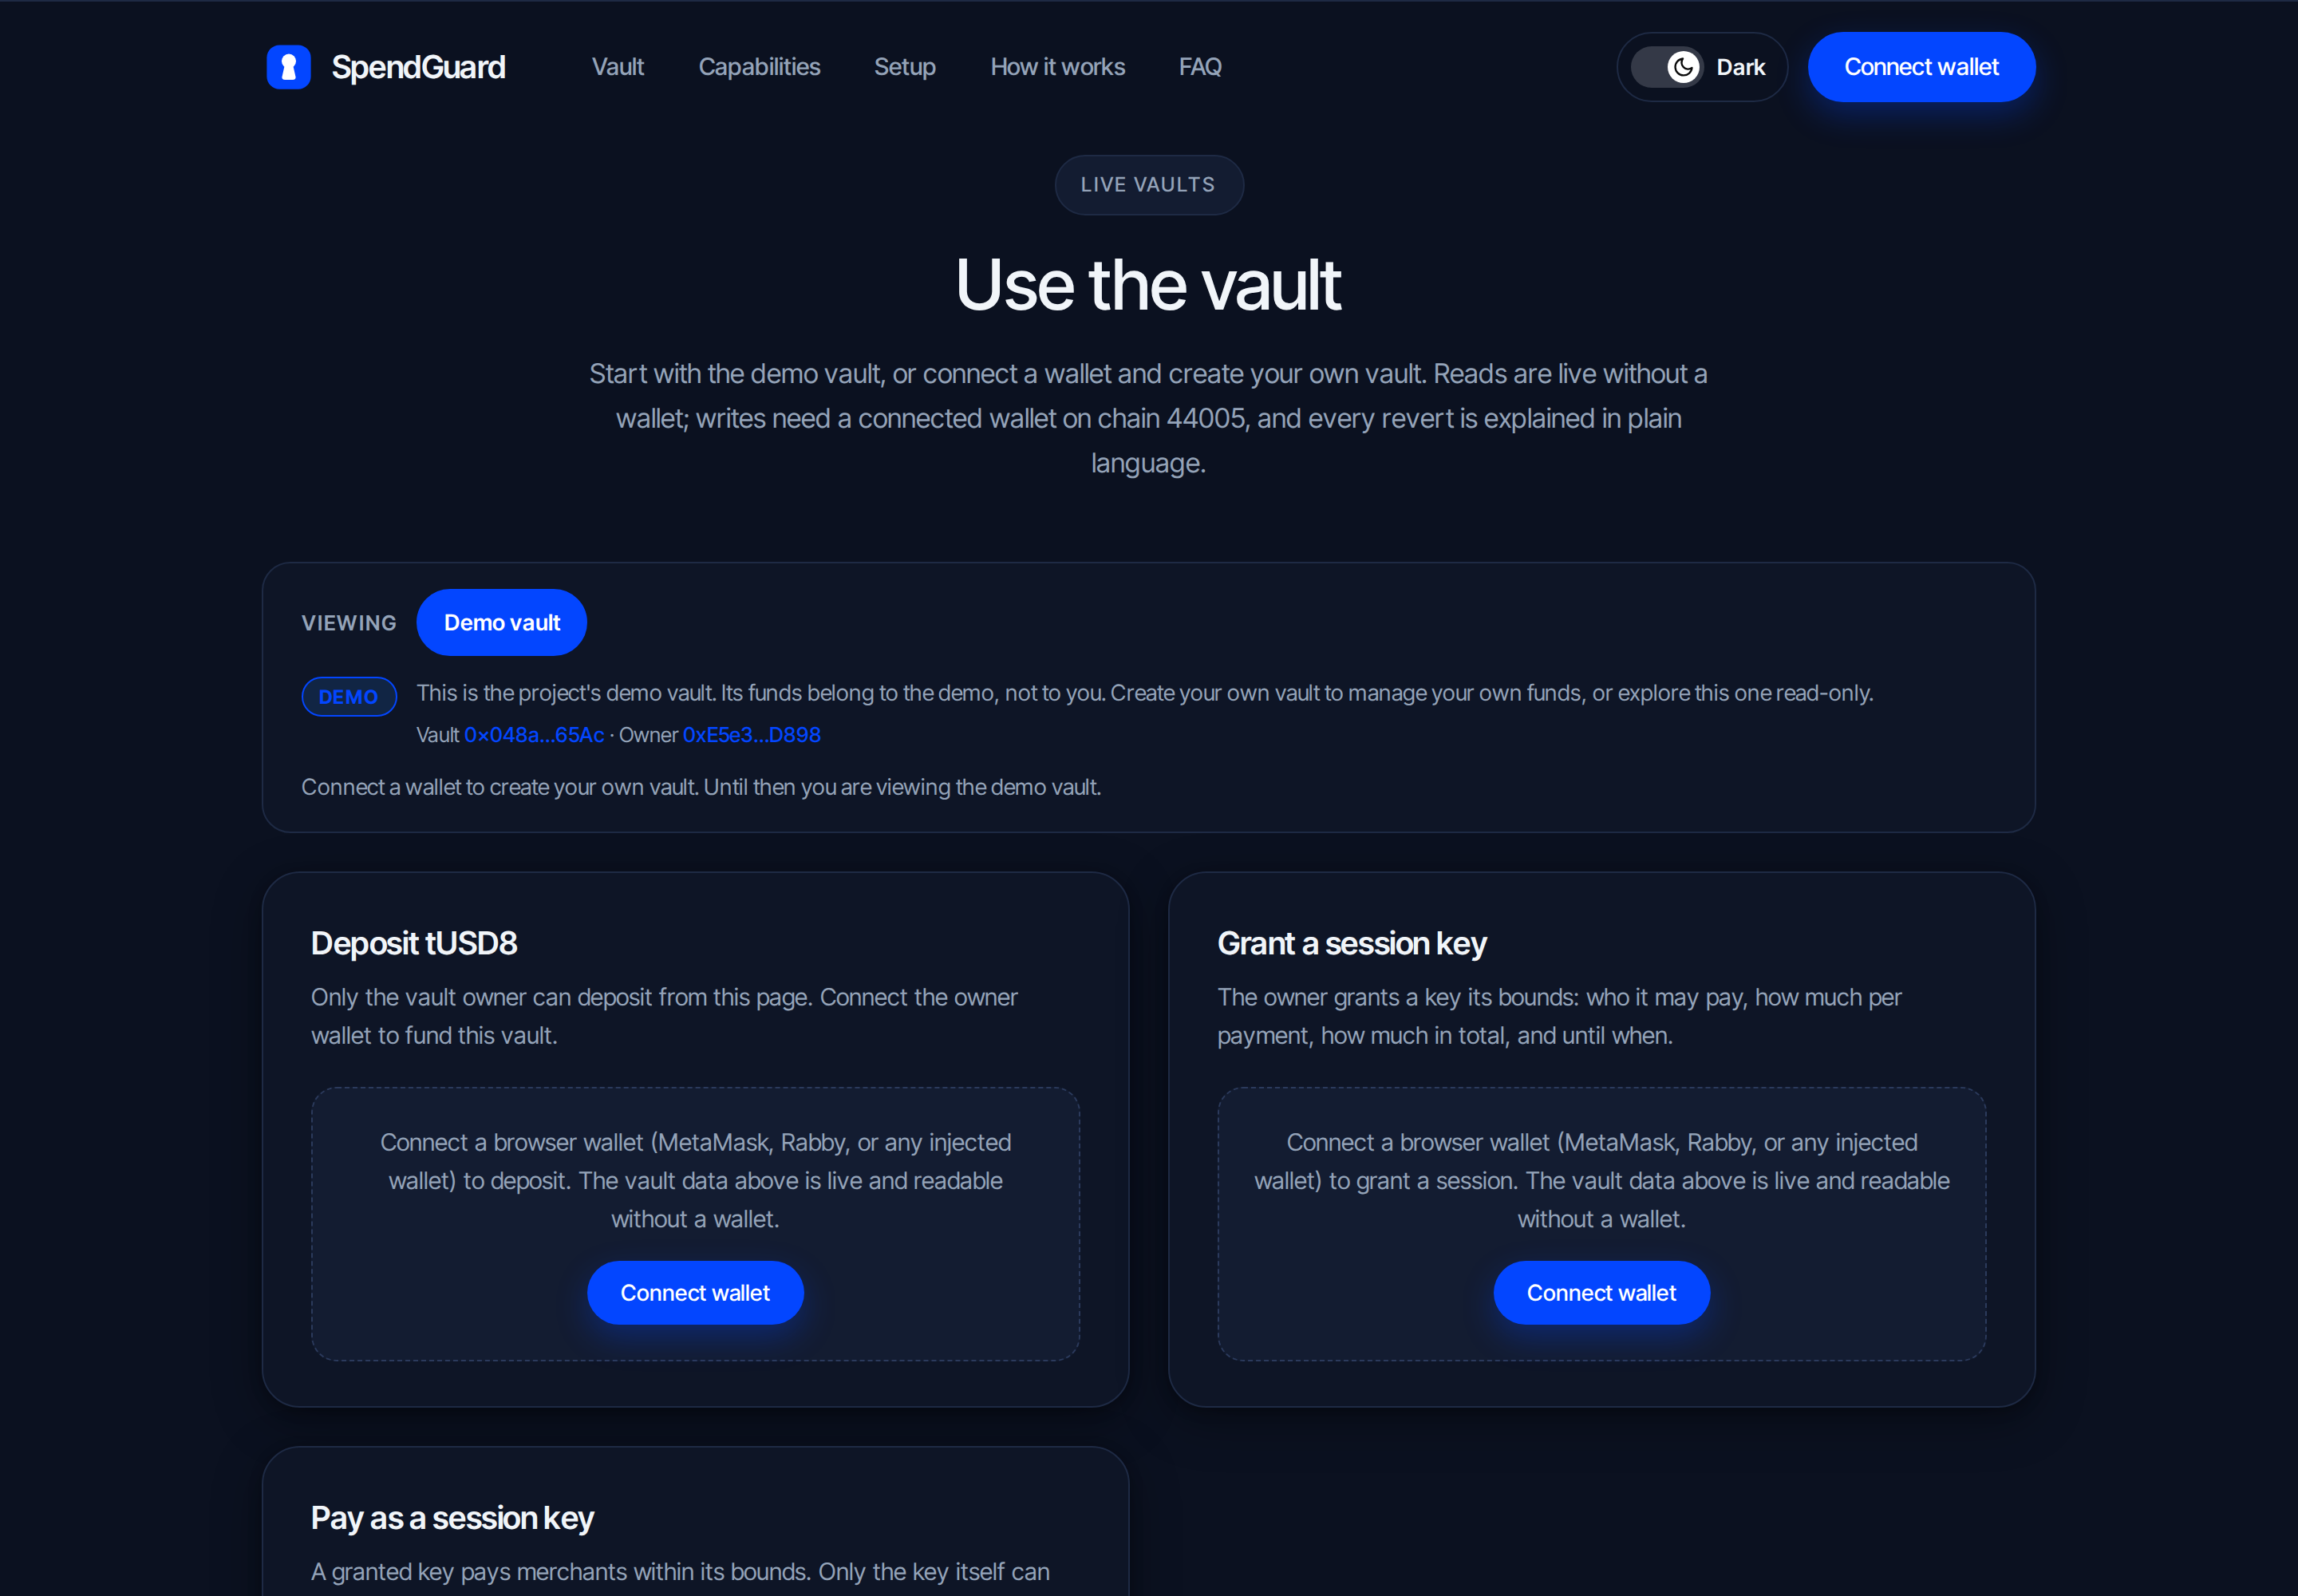 SpendGuard
Vault
Capabilities
Setup
How it works
FAQ
Dark
Connect wallet
LIVE VAULTS
Use the vault
Start with the demo vault, or connect a wallet and create your own vault. Reads are live without a
wallet; writes need a connected wallet on chain 44005, and every revert is explained in plain
language.
VIEWING
Demo vault
DEMO
This is the project's demo vault. Its funds belong to the demo, not to you. Create your own vault to manage your own funds, or explore this one read-only.
Vault 0×048a…65Ac · Owner 0xE5e3…D898
Connect a wallet to create your own vault. Until then you are viewing the demo vault.
Deposit tUSD8
Only the vault owner can deposit from this page. Connect the owner
wallet to fund this vault.
Connect a browser wallet (MetaMask, Rabby, or any injected
wallet) to deposit. The vault data above is live and readable
without a wallet.
Connect wallet
Grant a session key
The owner grants a key its bounds: who it may pay, how much per
payment, how much in total, and until when.
Connect a browser wallet (MetaMask, Rabby, or any injected
wallet) to grant a session. The vault data above is live and readable
without a wallet.
Connect wallet
Pay as a session key
A granted key pays merchants within its bounds. Only the key itself can